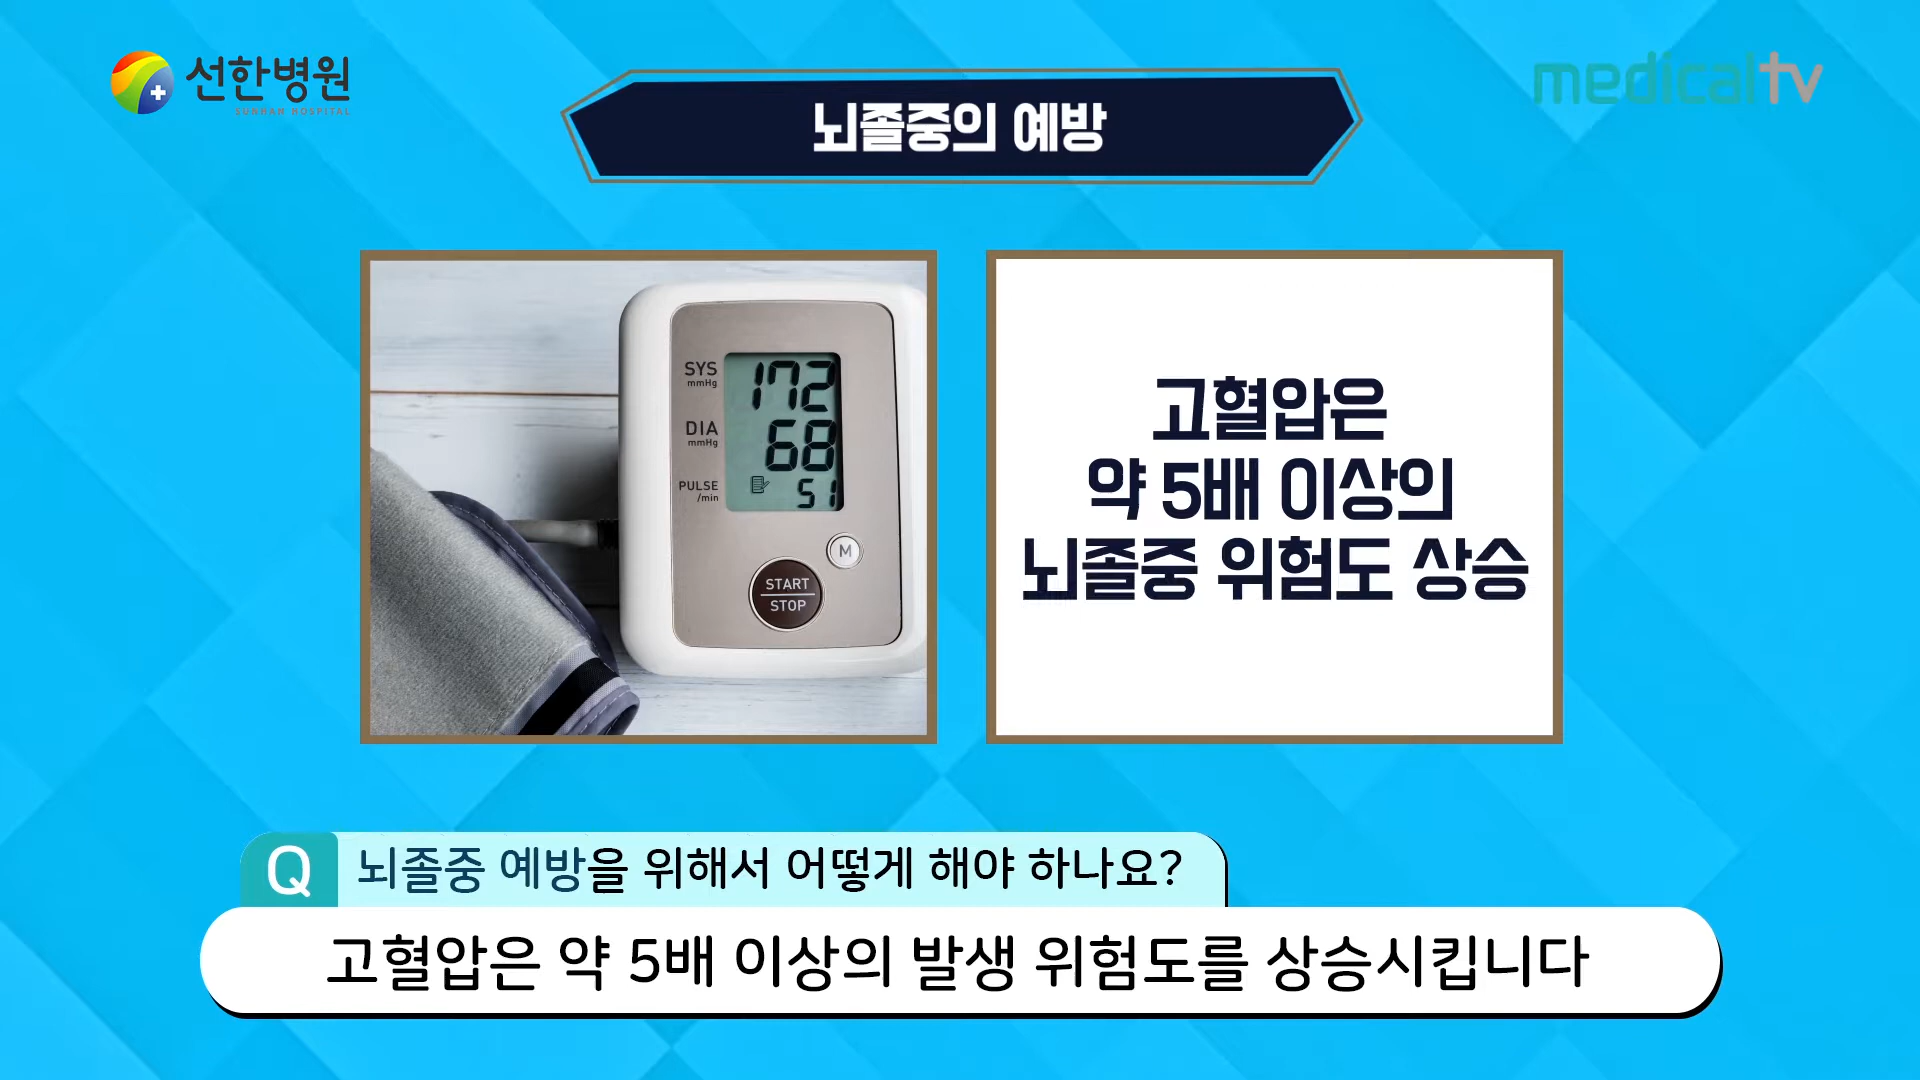 선한병원
SUNHAN HOSPITAL
medicaltv
뇌졸중의 예방
SYS
mmHg
172
DIA
mmHg
68
PULSE
/min
51
M
START
STOP
고혈압은
약 5배 이상의
뇌졸중 위험도 상승
Q 뇌졸중 예방을 위해서 어떻게 해야 하나요?
고혈압은 약 5배 이상의 발생 위험도를 상승시킵니다